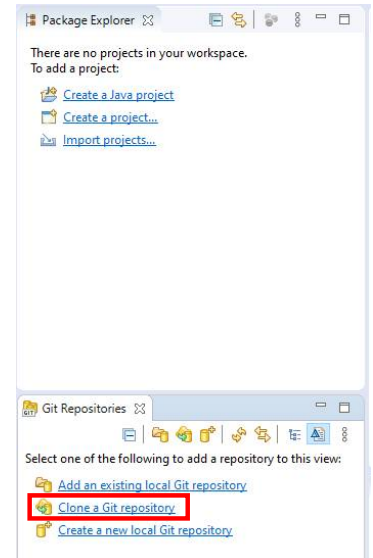 Package Explorer
There are no projects in your workspace.
To add a project:
Create a Java project
Create a project...
Import projects...
Git Repositories
Select one of the following to add a repository to this view:
Add an existing local Git repository
Clone a Git repository
Create a new local Git repository